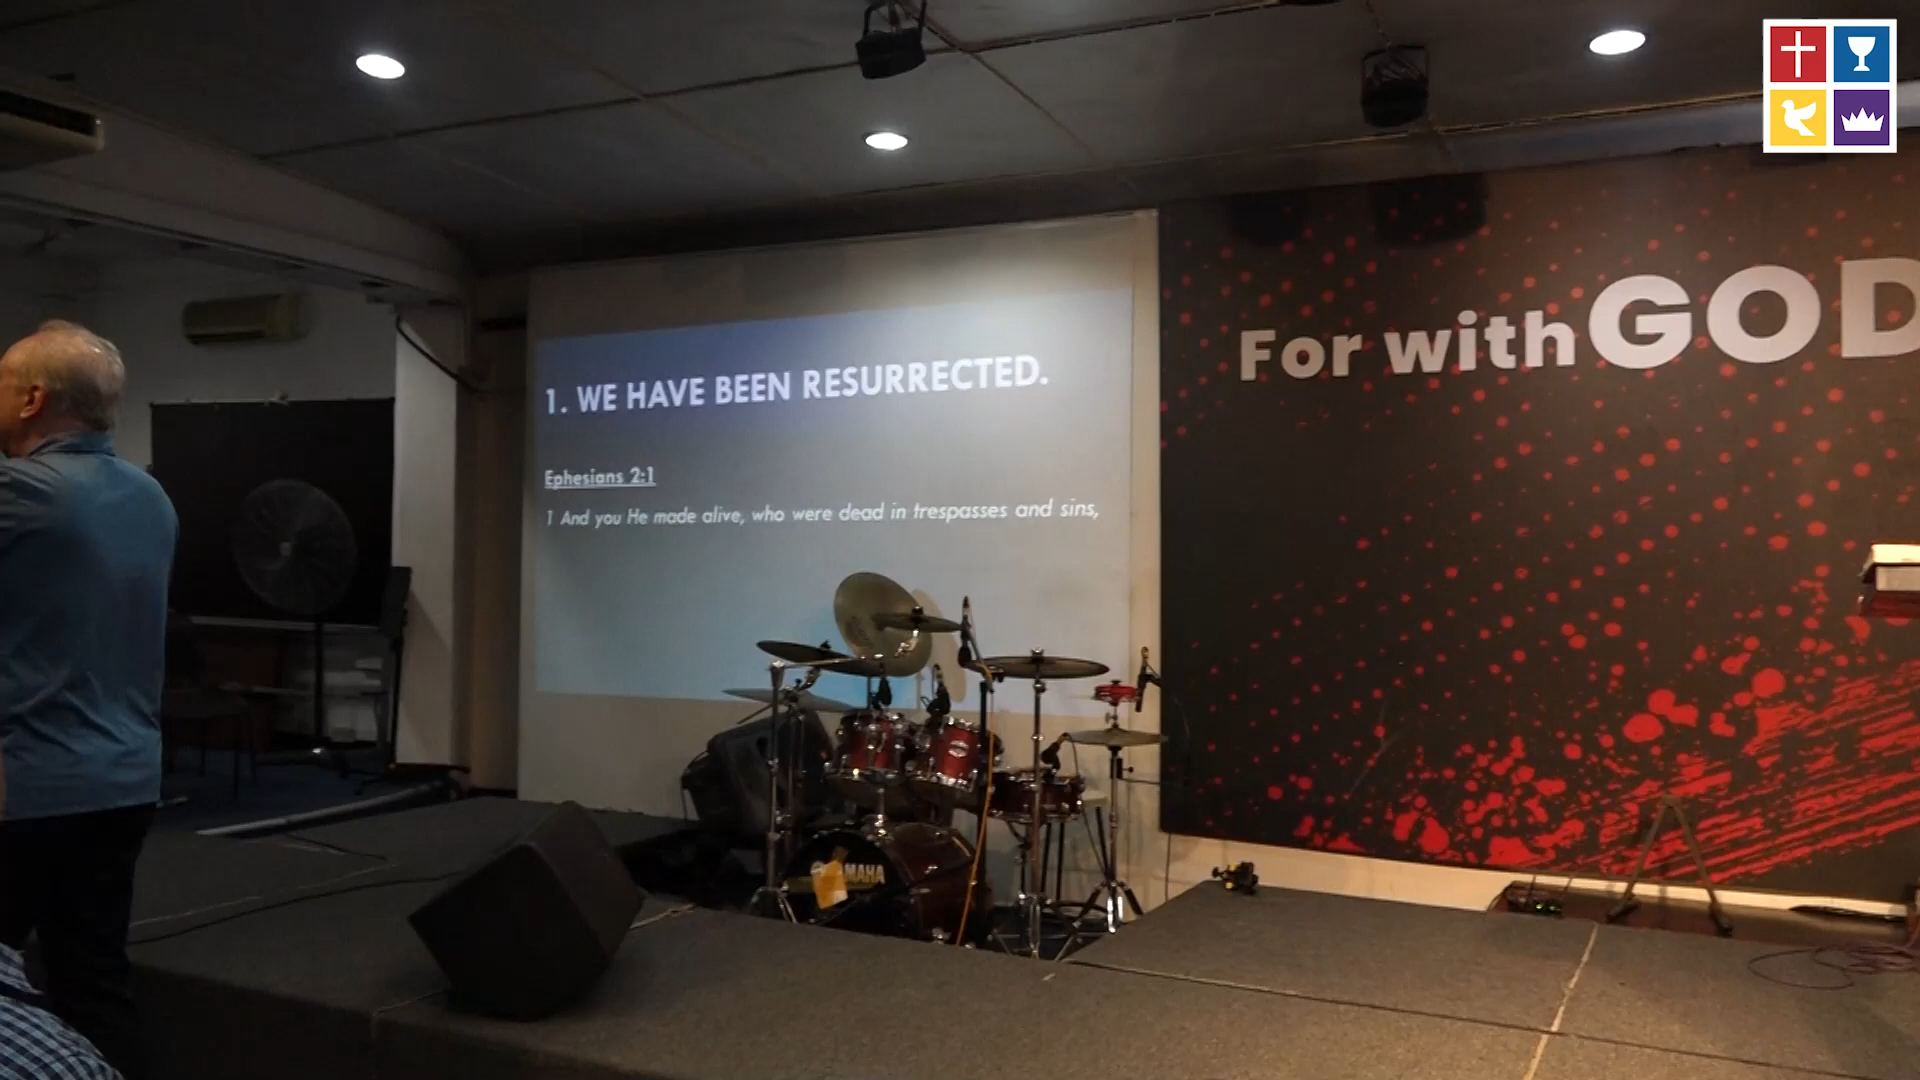 1. WE HAVE BEEN RESURRECTED.
Ephesians 2:1
1 And you He made alive, who were dead in trespasses and sins,
For with GOD